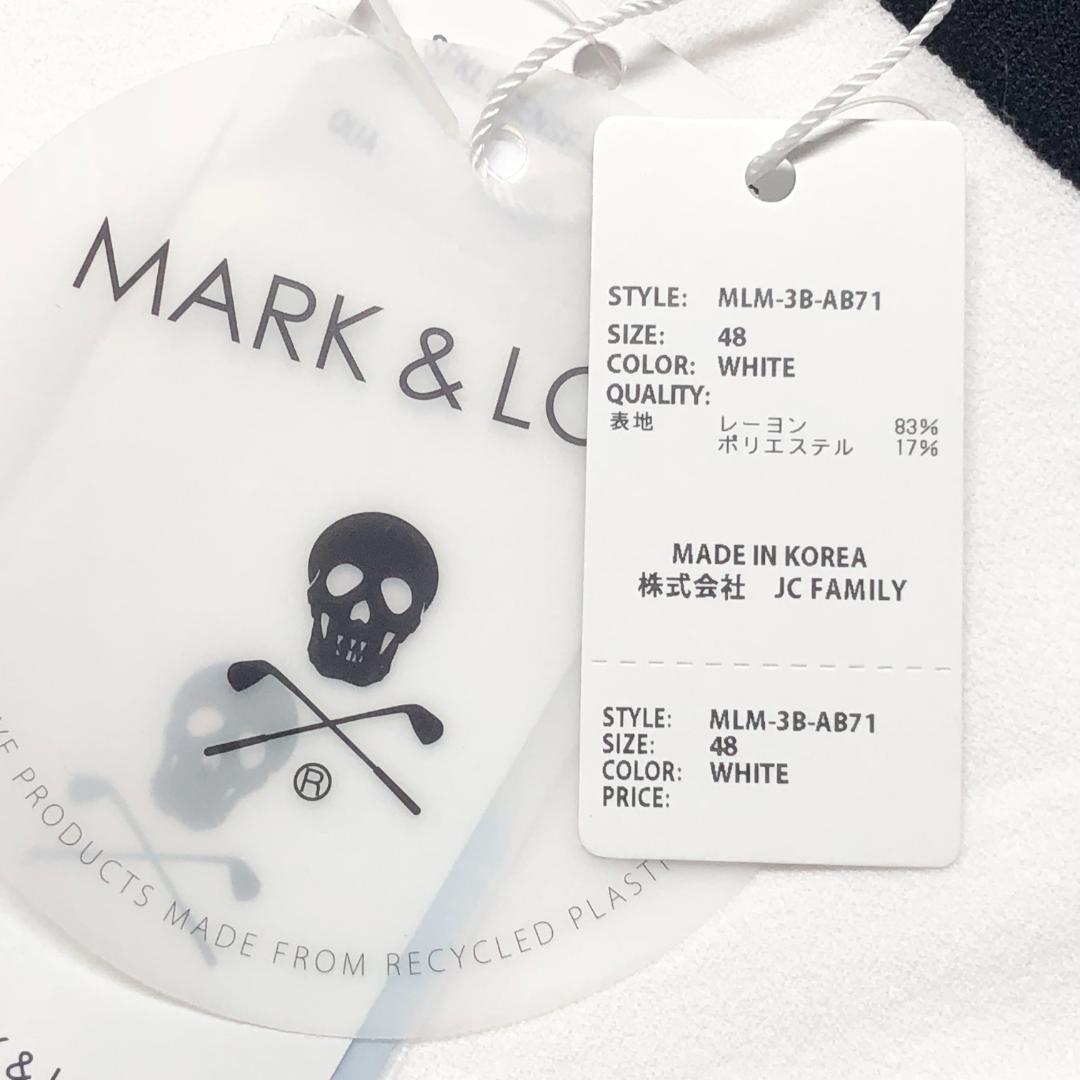 MARK & LO
®
PRODUCTS MADE FROM RECYCLED PLASTI
STYLE: MLM-3B-AB71
SIZE: 48
COLOR: WHITE
QUALITY:
表地 レーヨン 83%
ポリエステル 17%
MADE IN KOREA
株式会社 JC FAMILY
STYLE: MLM-3B-AB71
SIZE: 48
COLOR: WHITE
PRICE: